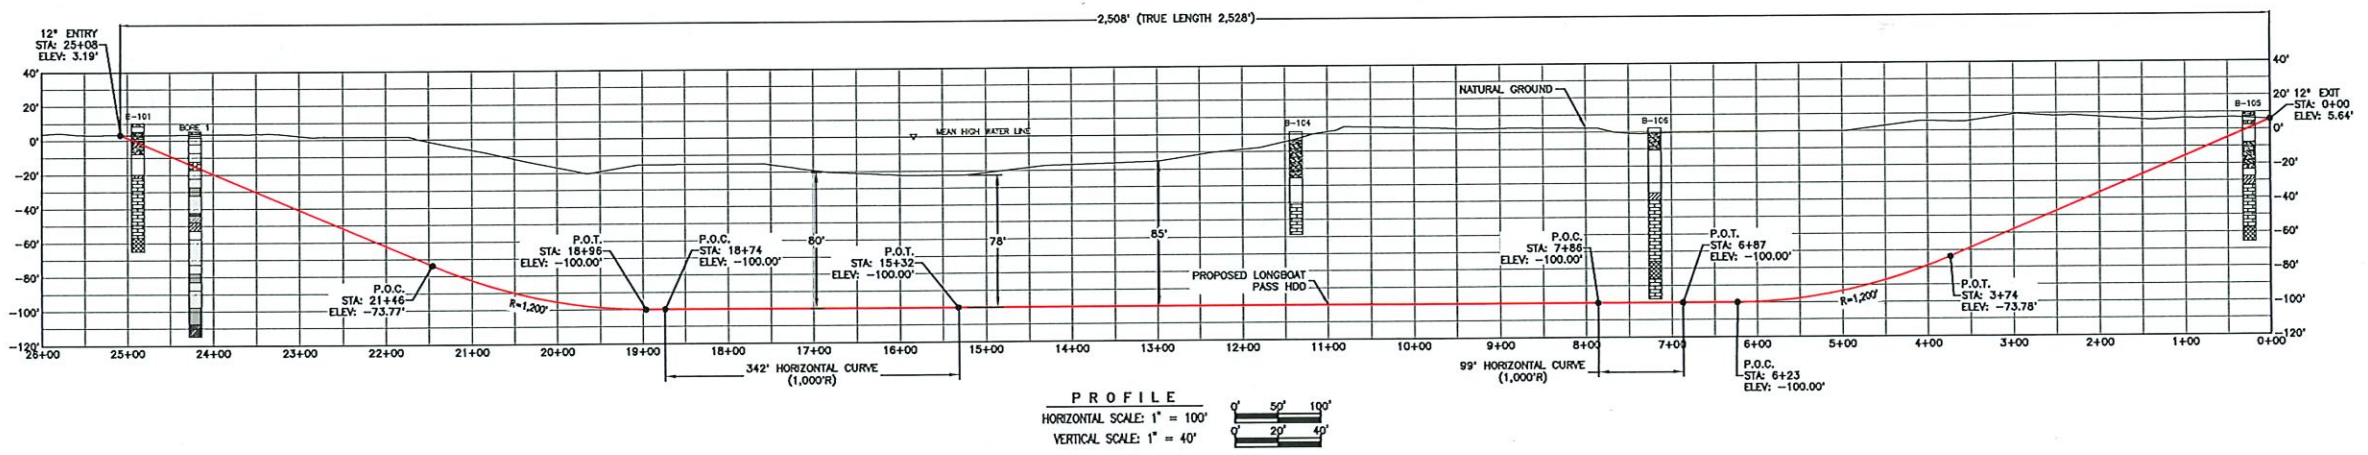 2,508' (TRUE LENGTH 2,528')
12" ENTRY
STA: 25+08
ELEV: 3.19'
40'
20'
0'
-20'
-40'
-60'
-80'
-100'
-120'
B-101
BORE 1
MEAN HIGH WATER LINE
NATURAL GROUND
B-104
B-106
B-105
12" EXIT
STA: 0+00
ELEV: 5.64'
40'
20'
0'
-20'
-40'
-60'
-80'
-100'
-120'
P.O.C.
STA: 21+46
ELEV: -73.77'
R=1,200'
P.O.T.
STA: 18+96
ELEV: -100.00'
P.O.C.
STA: 18+74
ELEV: -100.00'
80'
P.O.T.
STA: 15+32
ELEV: -100.00'
78'
85'
PROPOSED LONGBOAT
PASS HDD
P.O.C.
STA: 7+86
ELEV: -100.00'
P.O.T.
STA: 6+87
ELEV: -100.00'
R=1,200'
P.O.T.
STA: 3+74
ELEV: -73.78'
26+00 25+00 24+00 23+00 22+00 21+00 20+00 19+00 18+00 17+00 16+00 15+00 14+00 13+00 12+00 11+00 10+00 9+00 8+00 7+00 6+00 5+00 4+00 3+00 2+00 1+00 0+00
342' HORIZONTAL CURVE
(1,000'R)
99' HORIZONTAL CURVE
(1,000'R)
P.O.C.
STA: 6+23
ELEV: -100.00'
PROFILE
HORIZONTAL SCALE: 1" = 100'
0' 50' 100'
VERTICAL SCALE: 1" = 40'
0' 20' 40'